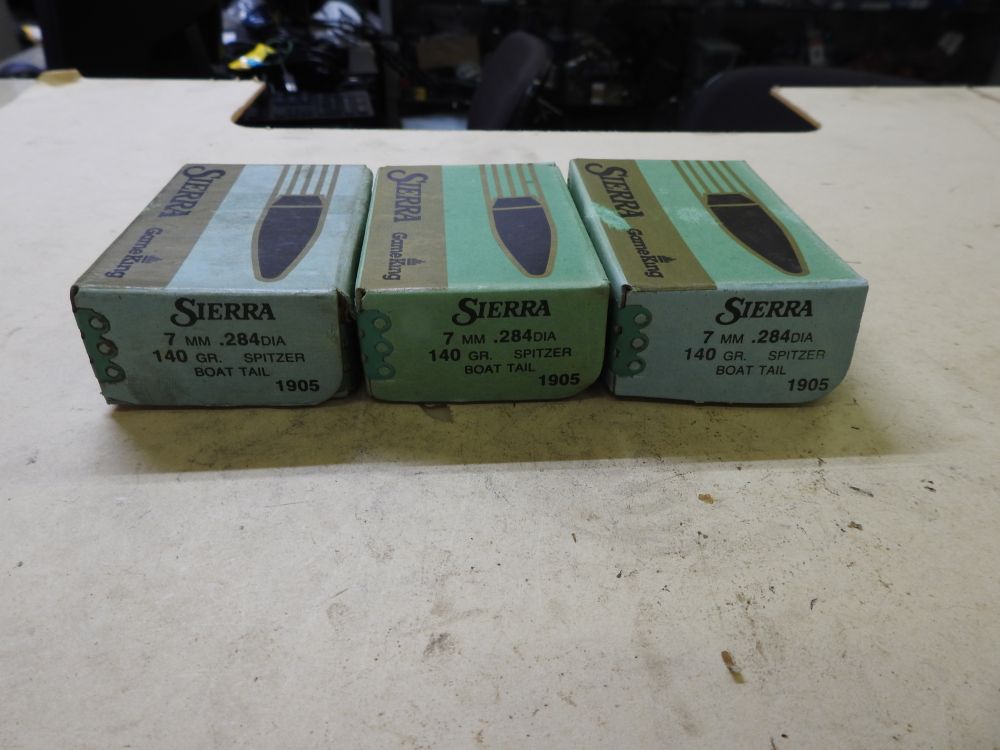 SIERRA
GameKing
SIERRA
7 MM .284DIA
140 GR. SPITZER
BOAT TAIL
1905
SIERRA
GameKing
SIERRA
7 MM .284DIA
140 GR. SPITZER
BOAT TAIL
1905
SIERRA
GameKing
SIERRA
7 MM .284DIA
140 GR. SPITZER
BOAT TAIL
1905